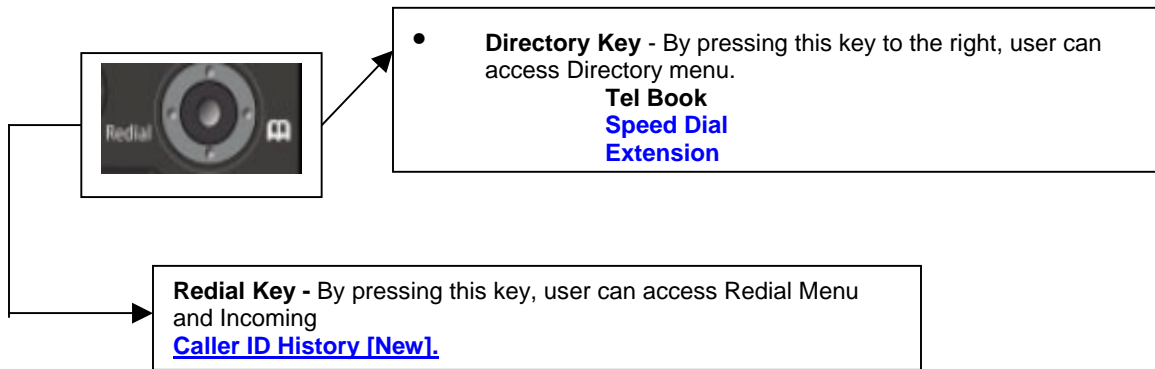 • Directory Key - By pressing this key to the right, user can
access Directory menu.
Tel Book
Speed Dial
Extension
Redial
Redial Key - By pressing this key, user can access Redial Menu
and Incoming
Caller ID History [New].